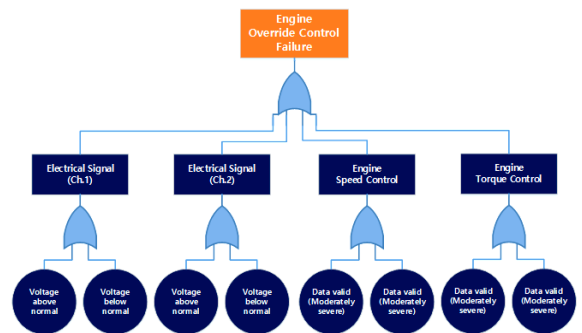 Engine
Override Control
Failure
Electrical Signal
(Ch.1)
Electrical Signal
(Ch.2)
Engine
Speed Control
Engine
Torque Control
Voltage
above
normal
Voltage
below
normal
Voltage
above
normal
Voltage
below
normal
Data valid
(Moderately
severe)
Data valid
(Moderately
severe)
Data valid
(Moderately
severe)
Data valid
(Moderately
severe)